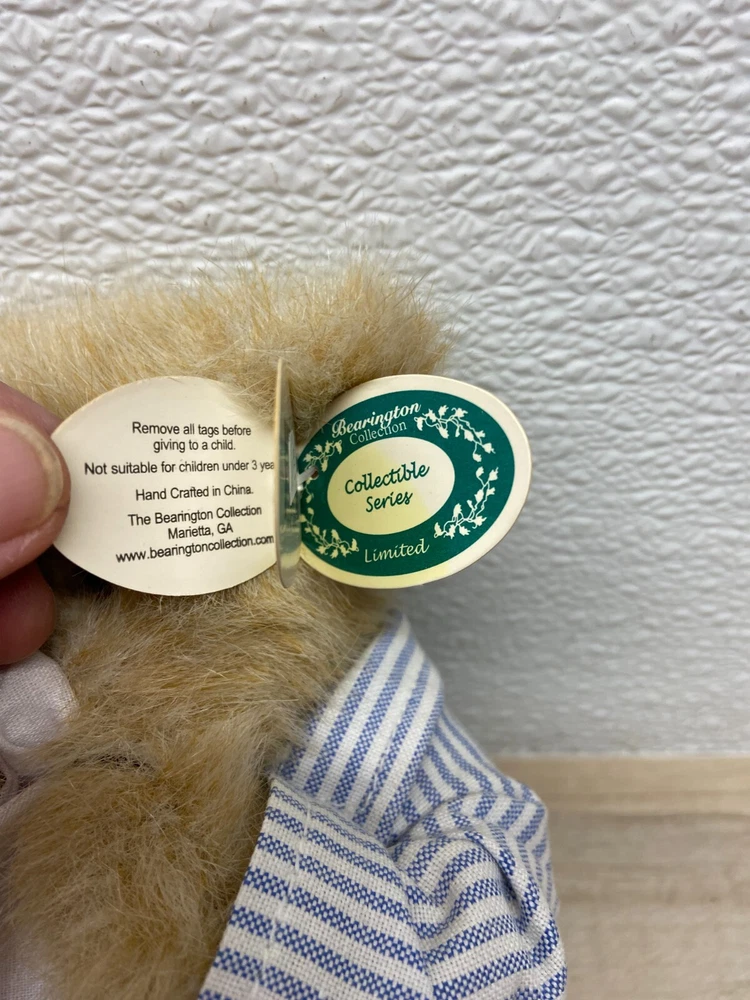 Remove all tags before
giving to a child.
Not suitable for children under 3
Hand Crafted in China.
The Bearington Collection
Marietta, GA
www.bearingtoncollection.com
Bearington
Collection
Collectible
Series
Limited